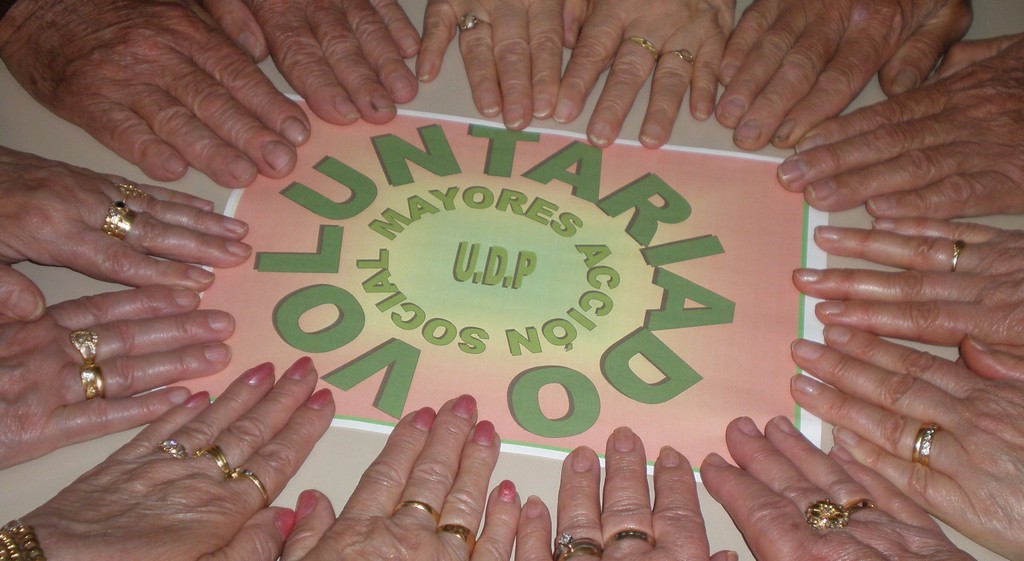 VOLUNTARIADO
MAYORES ACCIÓN SOCIAL
U.D.P